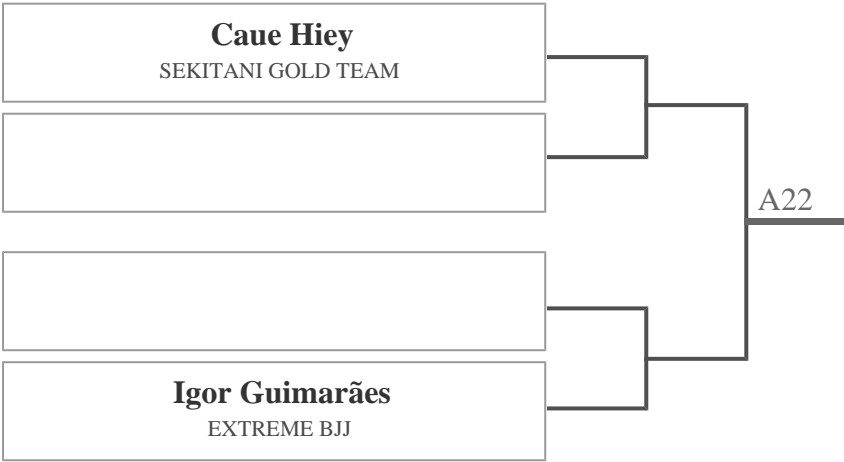 Caue Hiey
SEKITANI GOLD TEAM
A22
Igor Guimarães
EXTREME BJJ